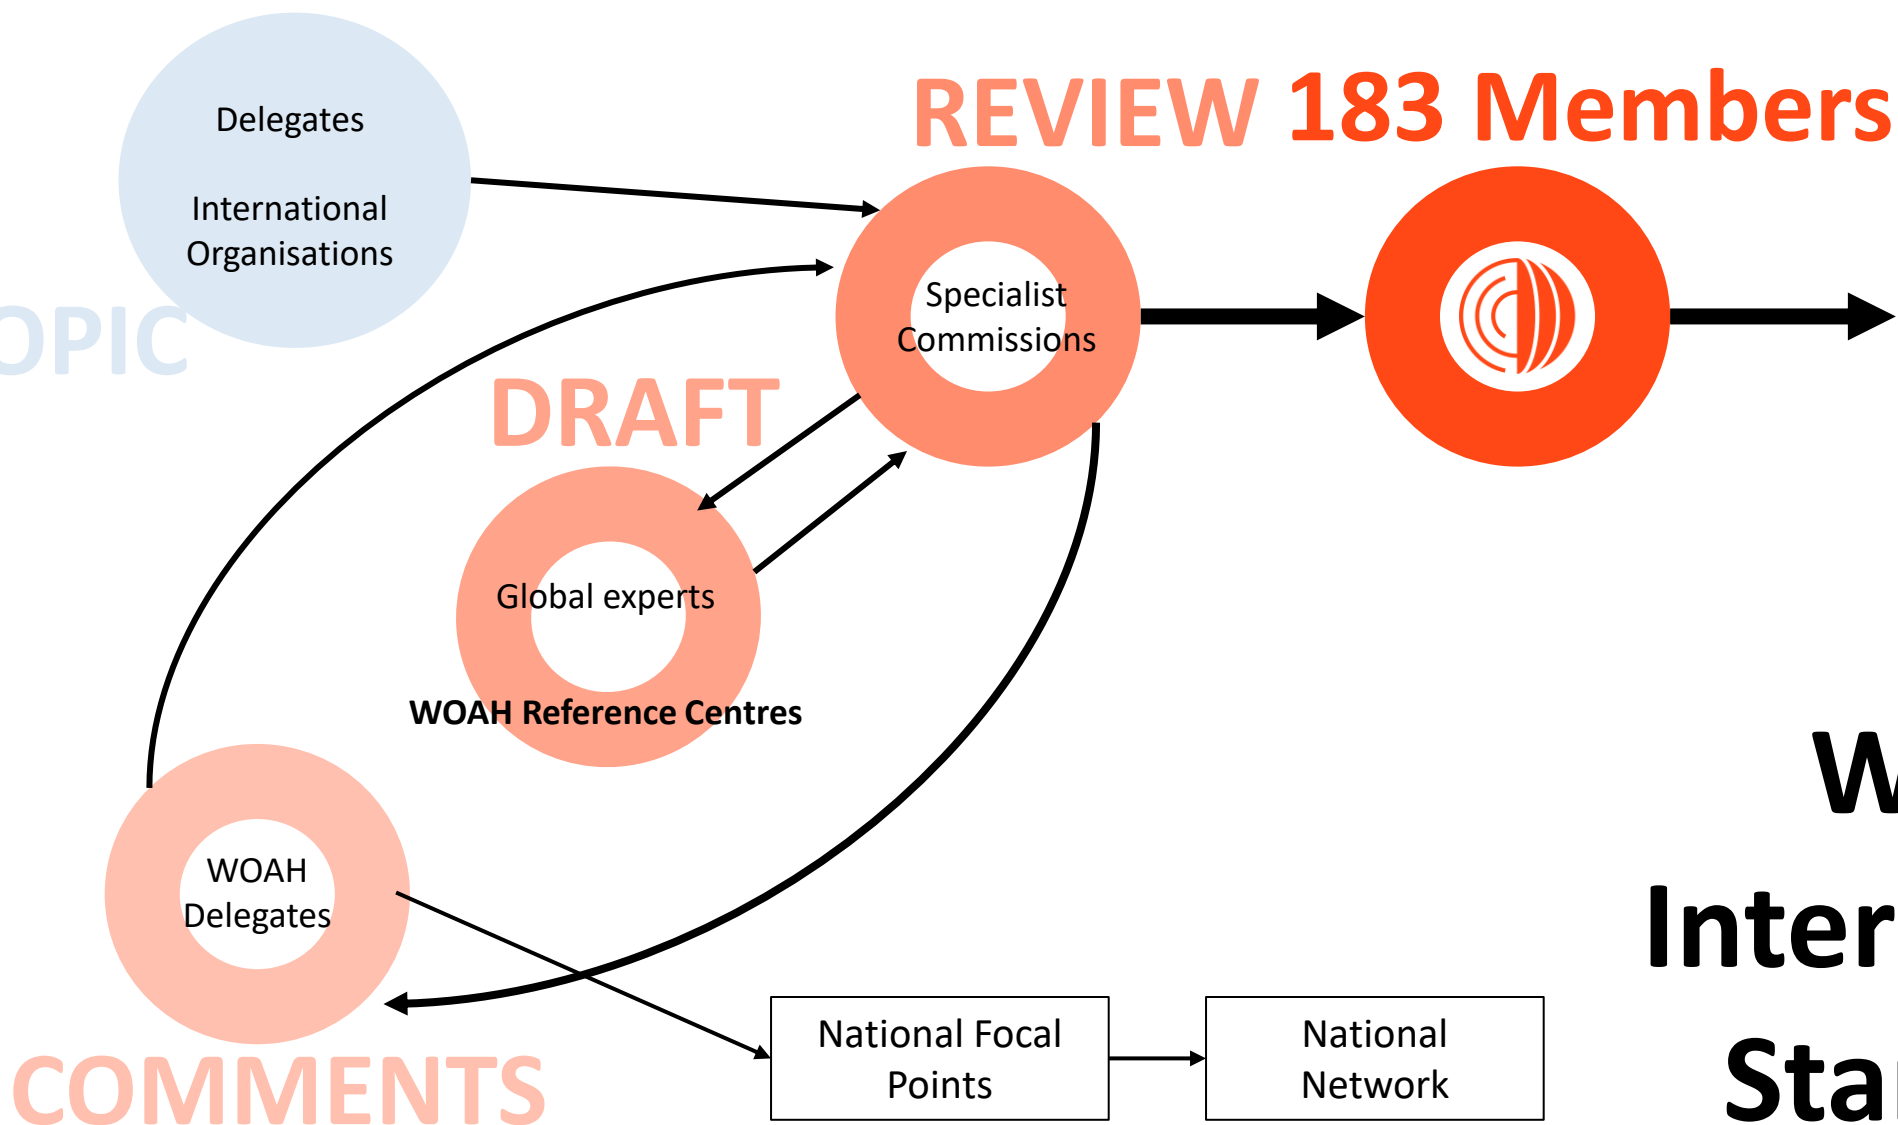 Delegates
International
Organisations
OPIC
REVIEW
183 Members
Specialist
Commissions
DRAFT
Global experts
WOAH Reference Centres
WOAH
Delegates
COMMENTS
National Focal
Points
National
Network
W
Inter
Star